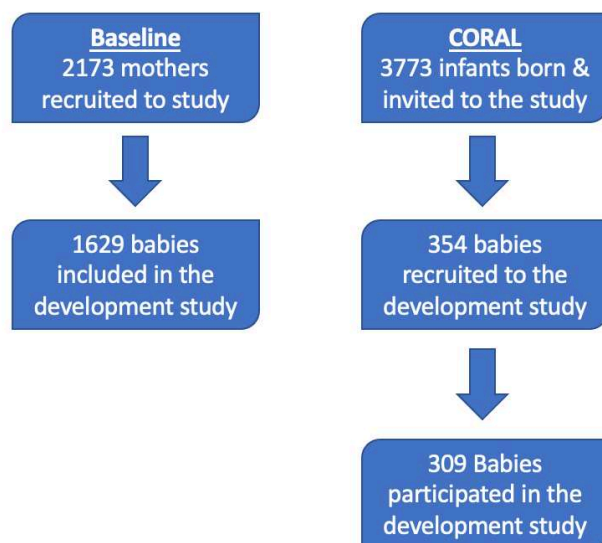 Baseline
2173 mothers
recruited to study
CORAL
3773 infants born &
invited to the study
1629 babies
included in the
development study
354 babies
recruited to the
development study
309 Babies
participated in the
development study